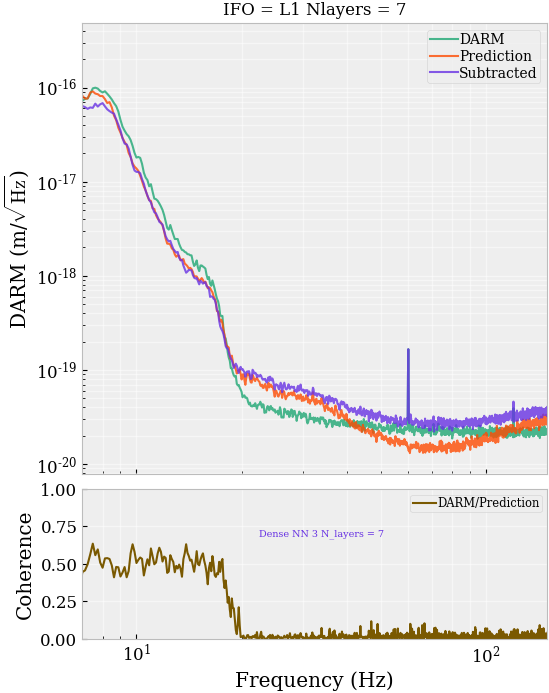 IFO = L1 Nlayers = 7
DARM
Prediction
Subtracted
10⁻¹⁶
10⁻¹⁷
10⁻¹⁸
10⁻¹⁹
10⁻²⁰
DARM (m/√Hz)
1.00
0.75
0.50
0.25
0.00
Coherence
DARM/Prediction
Dense NN 3 N_layers = 7
10¹
10²
Frequency (Hz)